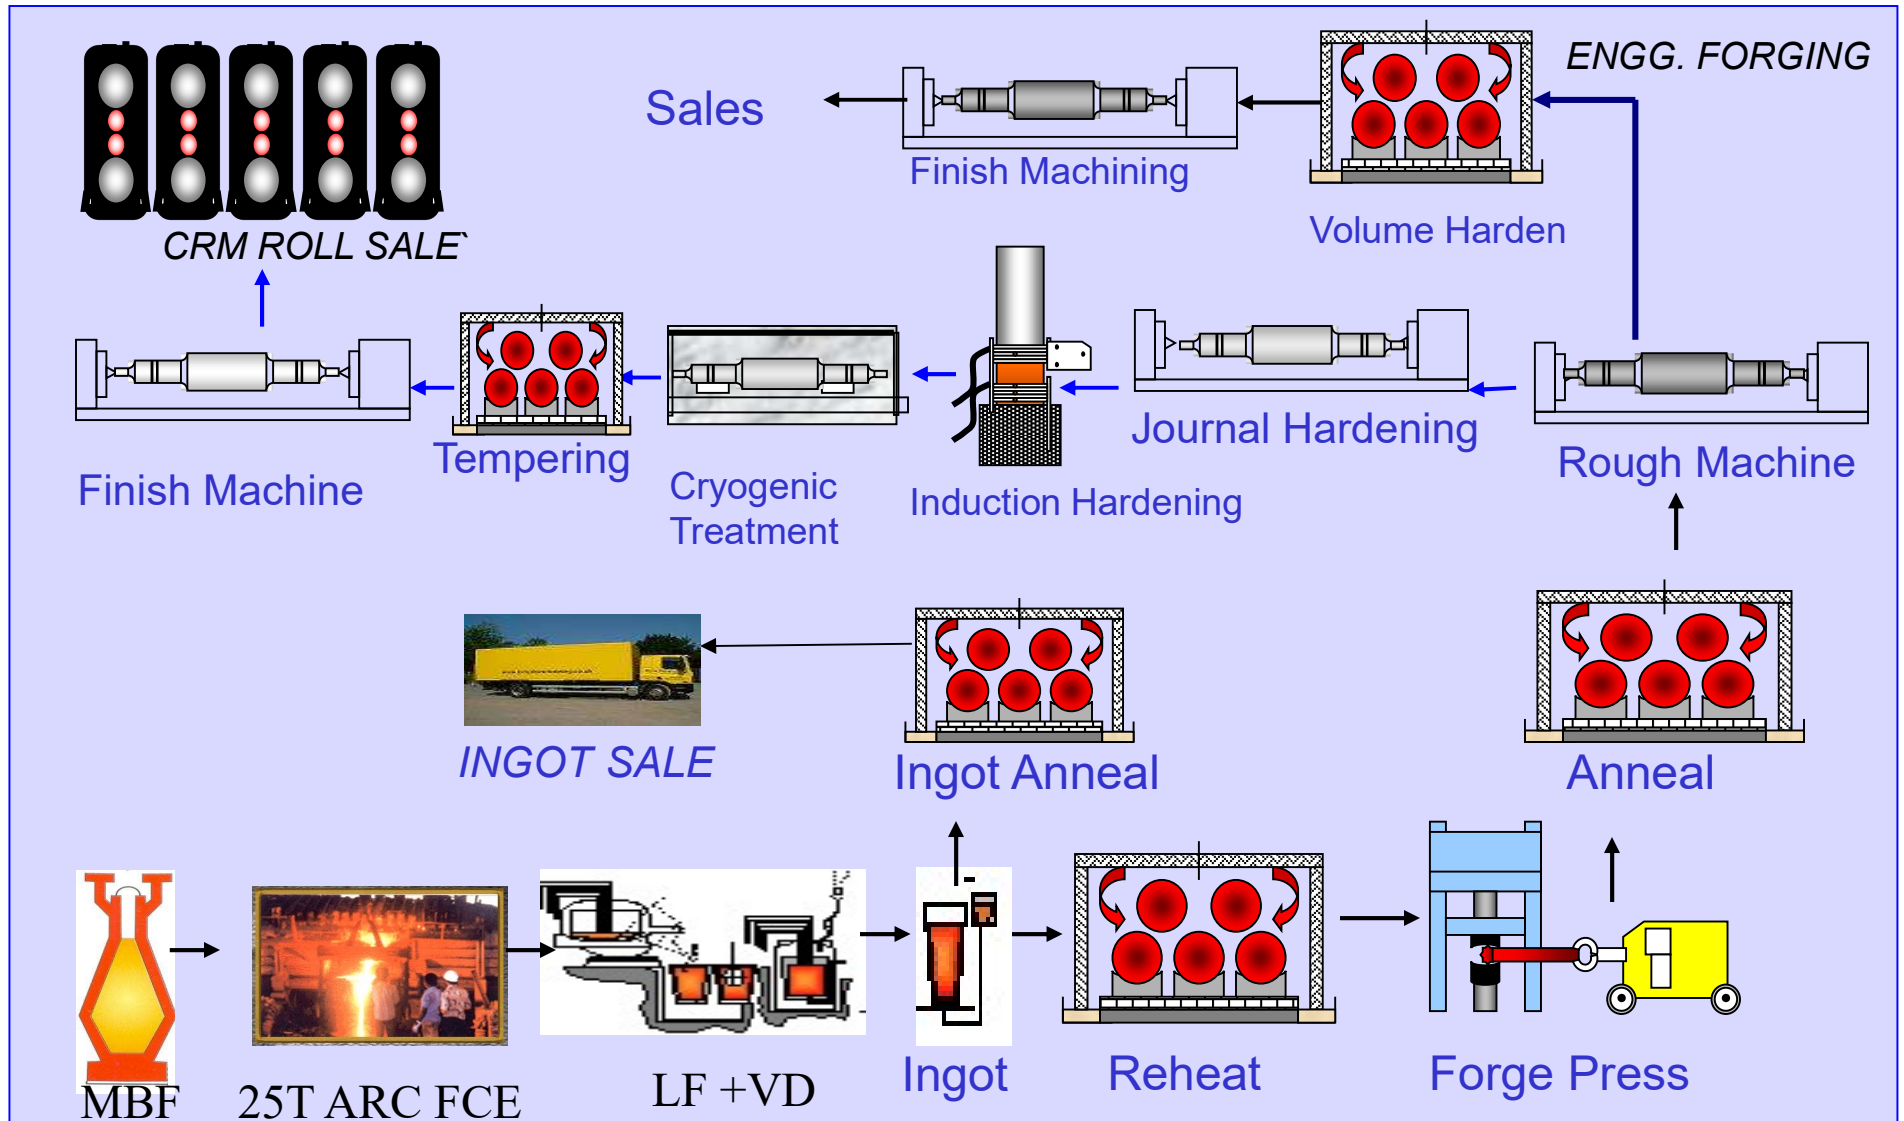 ENGG. FORGING
Sales
Finish Machining
Volume Harden
CRM ROLL SALE`
Journal Hardening
Rough Machine
Tempering
Finish Machine
Cryogenic
Treatment
Induction Hardening
INGOT SALE
Ingot Anneal
Anneal
MBF
25T ARC FCE
LF +VD
Ingot
Reheat
Forge Press